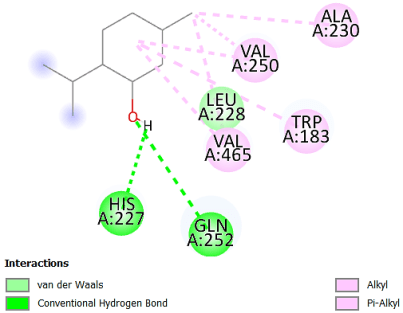 ALA
A:230
VAL
A:250
LEU
A:228
TRP
A:183
VAL
A:465
O
H
HIS
A:227
GLN
A:252
Interactions
van der Waals
Conventional Hydrogen Bond
Alkyl
Pi-Alkyl